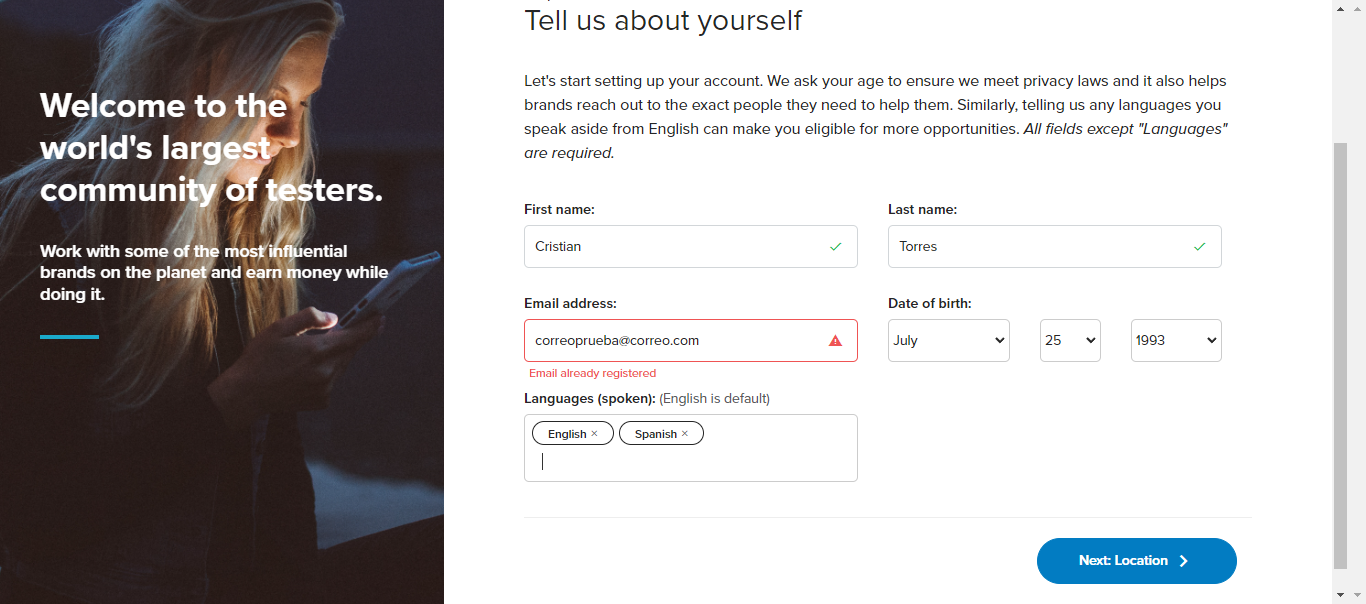 Tell us about yourself
Welcome to the
world's largest
community of testers.
Work with some of the most influential
brands on the planet and earn money while
doing it.
Let's start setting up your account. We ask your age to ensure we meet privacy laws and it also helps
brands reach out to the exact people they need to help them. Similarly, telling us any languages you
speak aside from English can make you eligible for more opportunities. All fields except "Languages"
are required.
First name:
Last name:
Cristian
Torres
Email address:
Date of birth:
correoprueba@correo.com
July
25
1993
Email already registered
Languages (spoken): (English is default)
English ×
Spanish ×
Next: Location